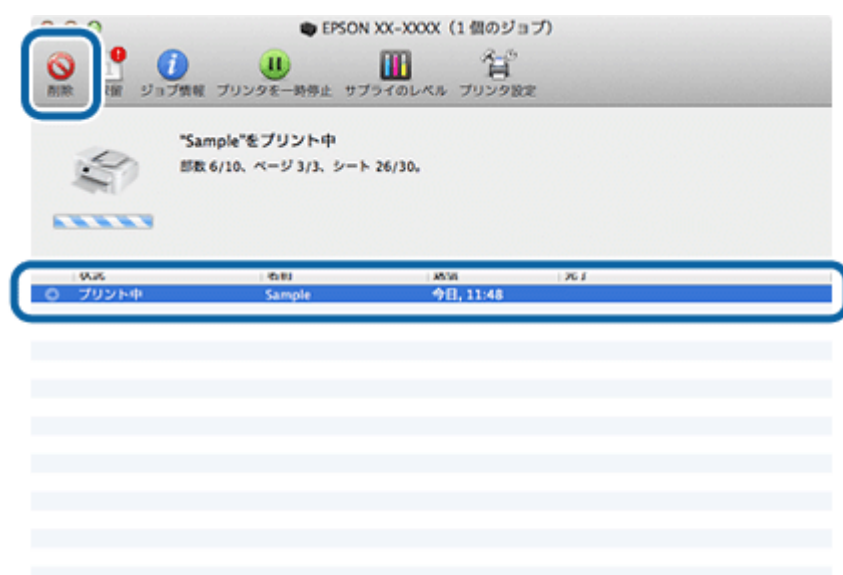 EPSON XX-XXXX（1 個のジョブ）
削除 ジョブ情報 プリンタを一時停止 サプライのレベル プリンタ設定
"Sample"をプリント中
部数 6/10、ページ 3/3、シート 26/30。
プリント中 Sample 今日, 11:48